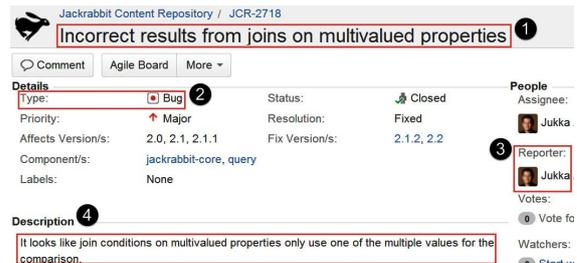 Jackrabbit Content Repository / JCR-2718
Incorrect results from joins on multivalued properties 1
Comment Agile Board More
Details
Type: Bug 2
Status: Closed
Priority: Major
Resolution: Fixed
Affects Version/s: 2.0, 2.1, 2.1.1
Fix Version/s: 2.1.2, 2.2
Component/s: jackrabbit-core, query
Labels: None
People
Assignee:
Jukka
3 Reporter:
Jukka
Votes:
0 Vote fo
Watchers:
Description 4
It looks like join conditions on multivalued properties only use one of the multiple values for the
comparison.